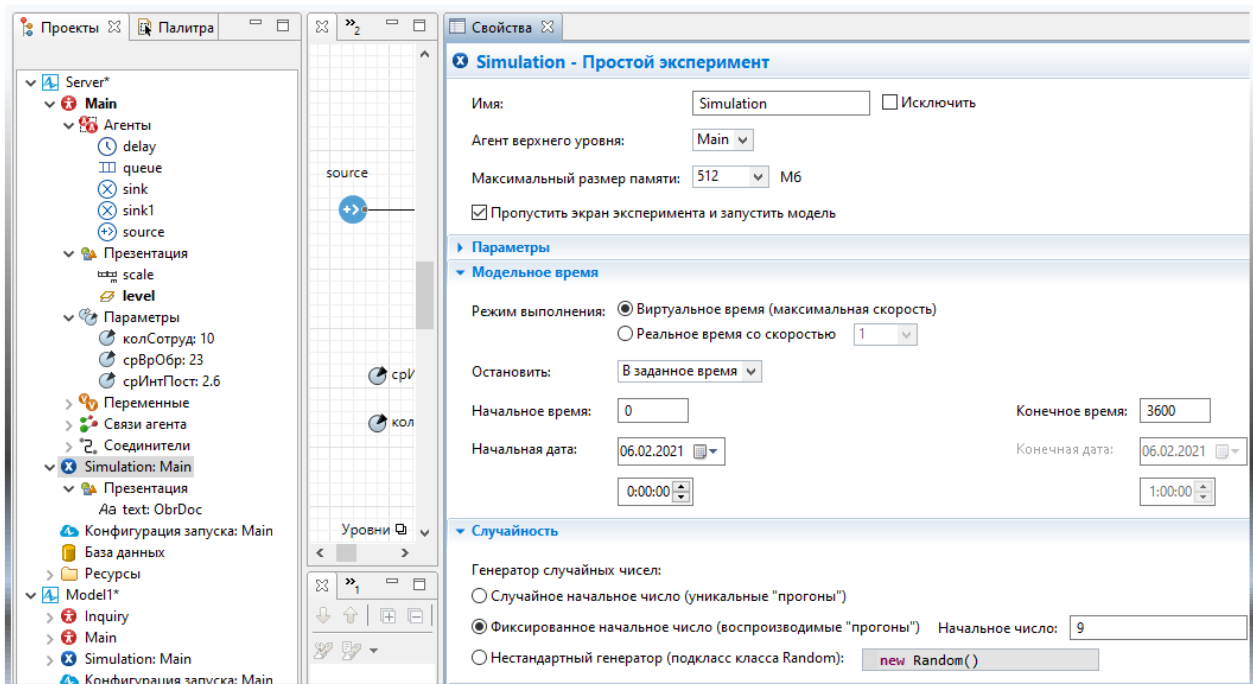 Проекты
Палитра
Server*
Main
Агенты
delay
queue
sink
sink1
source
Презентация
scale
level
Параметры
колСотруд: 10
срВрОбр: 23
срИнтПост: 2.6
Переменные
Связи агента
Соединители
Simulation: Main
Презентация
Aa text: ObrDoc
Конфигурация запуска: Main
База данных
Ресурсы
Model1*
Inquiry
Main
Simulation: Main
Конфигурация запуска: Main
»2
source
срИ
кол
Уровни
»1
Свойства
Simulation - Простой эксперимент
Имя: Simulation Исключить
Агент верхнего уровня: Main
Максимальный размер памяти: 512 Мб
Пропустить экран эксперимента и запустить модель
Параметры
Модельное время
Режим выполнения: Виртуальное время (максимальная скорость)
Реальное время со скоростью 1
Остановить: В заданное время
Начальное время: 0 Конечное время: 3600
Начальная дата: 06.02.2021 Конечная дата: 06.02.2021
0:00:00 1:00:00
Случайность
Генератор случайных чисел:
Случайное начальное число (уникальные "прогоны")
Фиксированное начальное число (воспроизводимые "прогоны") Начальное число: 9
Нестандартный генератор (подкласс класса Random): new Random()